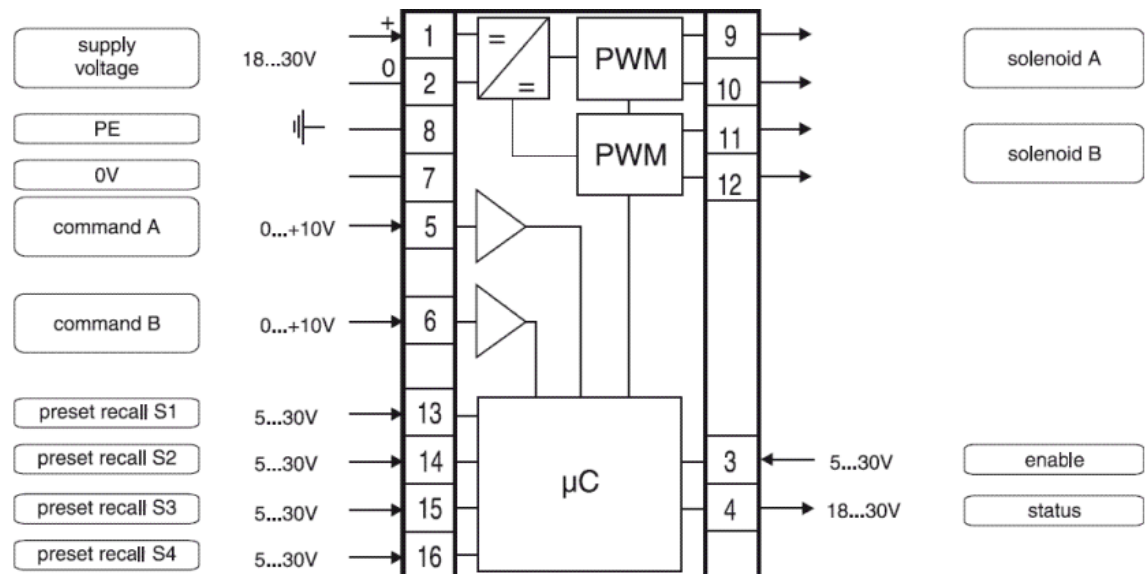 supply
voltage
18...30V
+
0
1
2
=
=
PWM
9
10
solenoid A
PE
8
PWM
11
12
solenoid B
0V
7
command A
0...+10V
5
command B
0...+10V
6
preset recall S1
5...30V
13
preset recall S2
5...30V
14
µC
3
5...30V
enable
preset recall S3
5...30V
15
4
18...30V
status
preset recall S4
5...30V
16